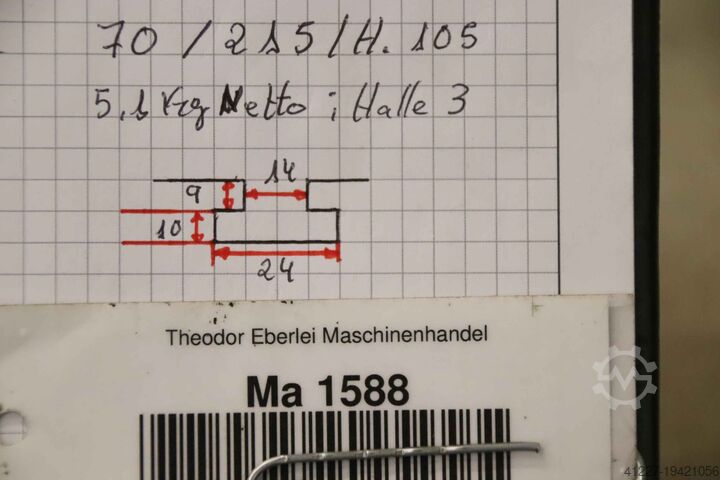 70 / 215 / H. 105
5,1 Kg Netto ; Halle 3
14
9
10
24
Theodor Eberlei Maschinenhandel
Ma 1588
41227-19421056